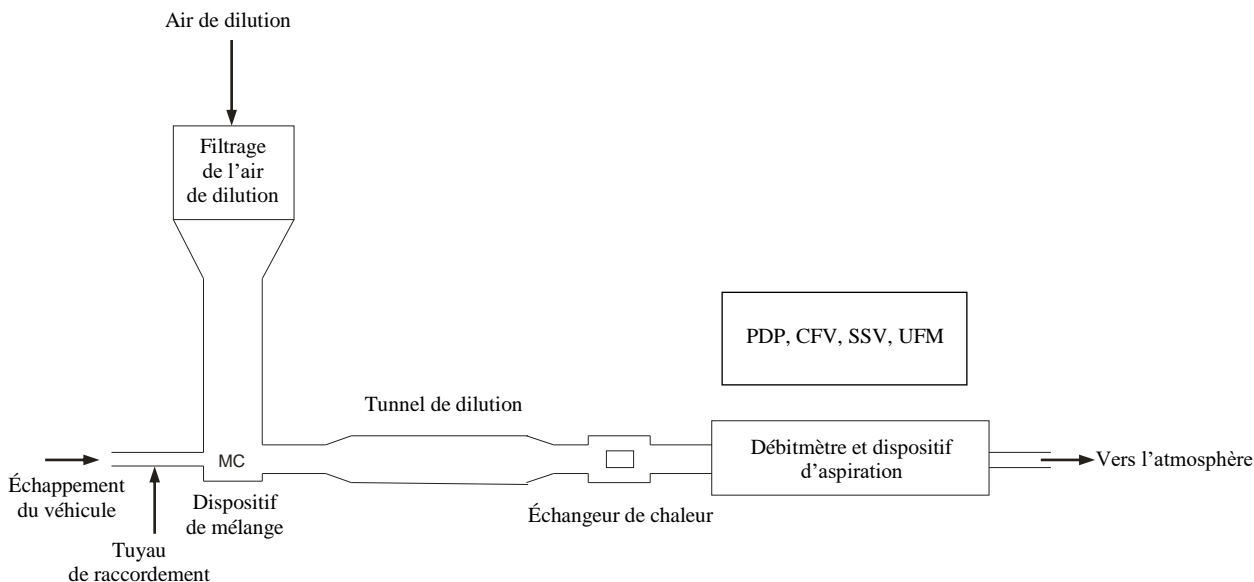 Air de dilution
Filtrage
de l’air
de dilution
PDP, CFV, SSV, UFM
Tunnel de dilution
MC
Débitmètre et dispositif
d’aspiration
Vers l’atmosphère
Échappement
du véhicule
Dispositif
de mélange
Échangeur de chaleur
Tuyau
de raccordement